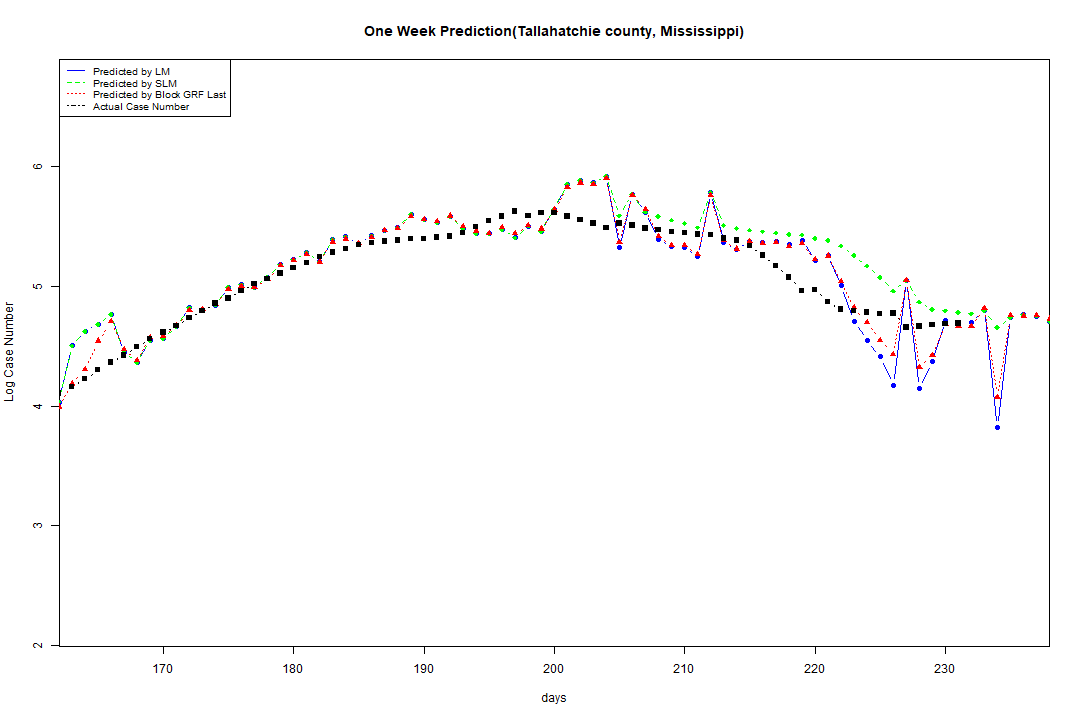 One Week Prediction(Tallahatchie county, Mississippi)
Predicted by LM
Predicted by SLM
Predicted by Block GRF Last
Actual Case Number
6
5
4
3
2
Log Case Number
170 180 190 200 210 220 230
days